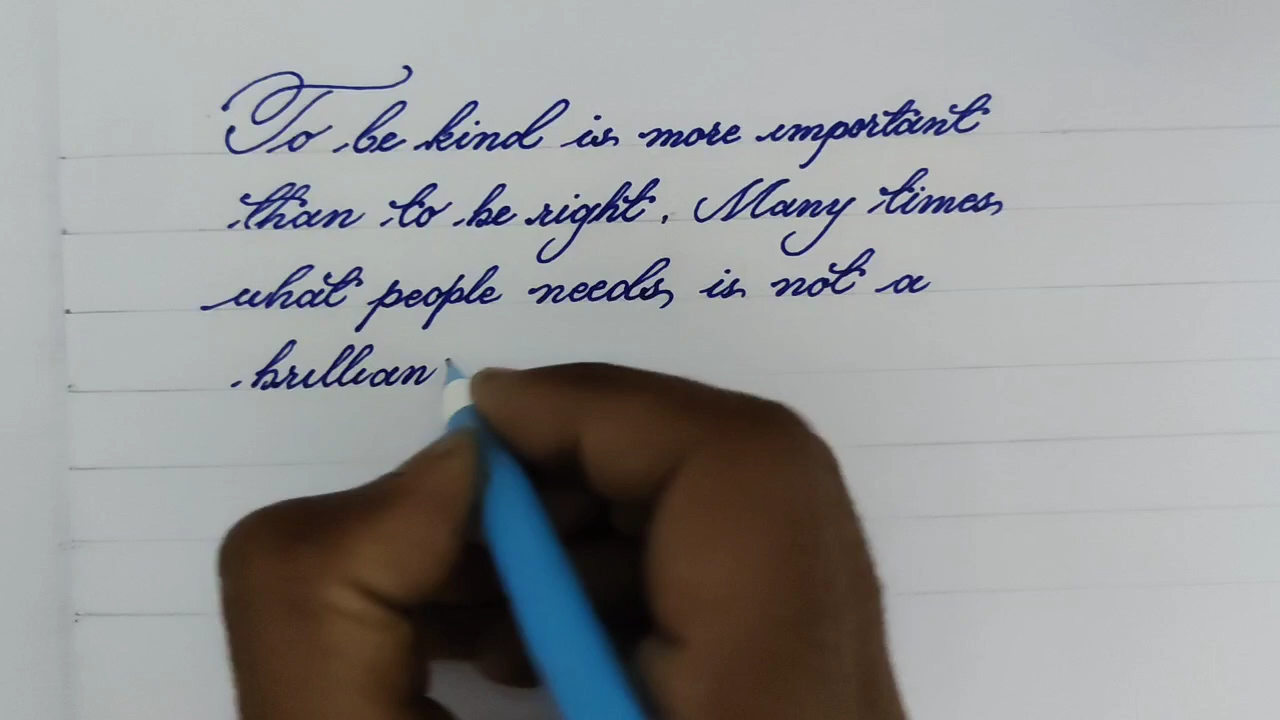 To be kind is more important
than to be right. Many times
what people needs is not a
brillian